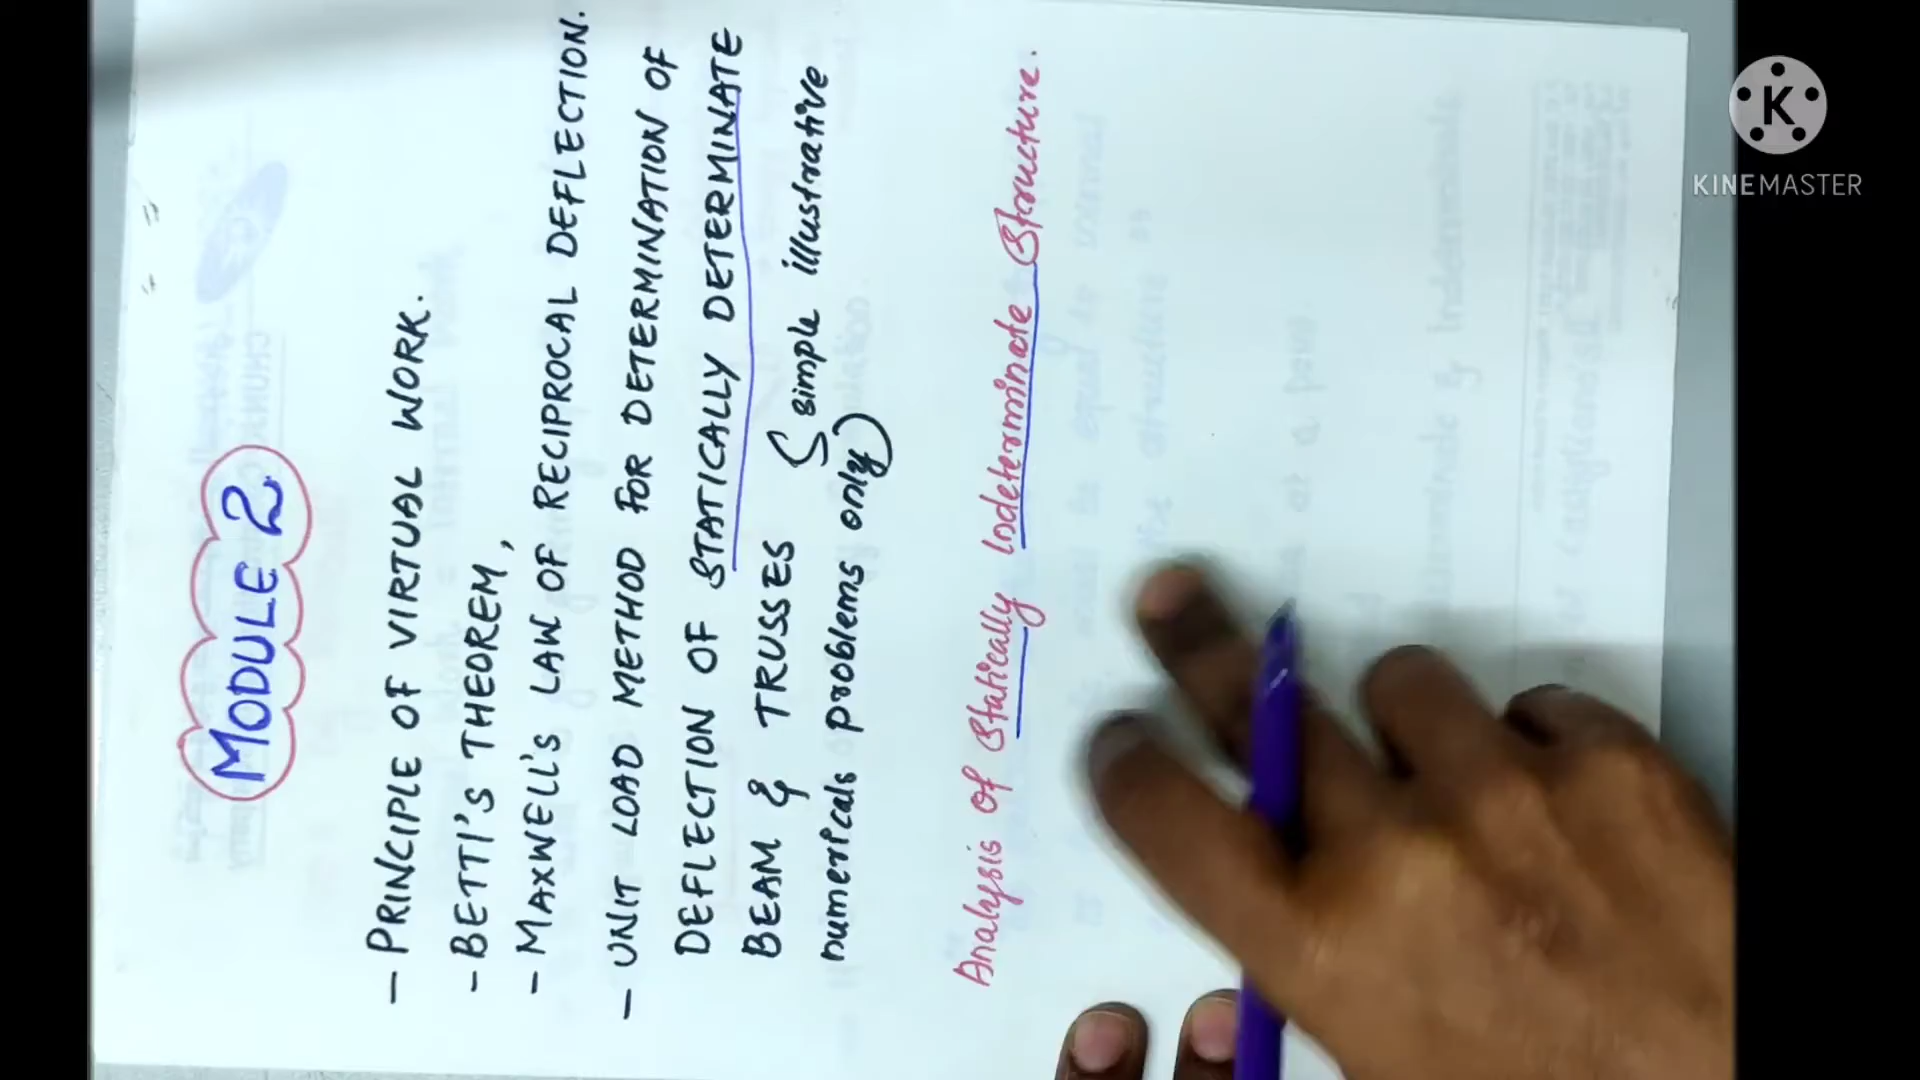 MODULE 2
- PRINCIPLE OF VIRTUAL WORK.
- BETTI'S THEOREM,
- MAXWELL'S LAW OF RECIPROCAL DEFLECTION.
- UNIT LOAD METHOD FOR DETERMINATION OF
DEFLECTION OF STATICALLY DETERMINATE
BEAM & TRUSSES (simple illustrative
numericals problems only)
Analysis of Statically Indeterminate Structure.
K
KINEMASTER